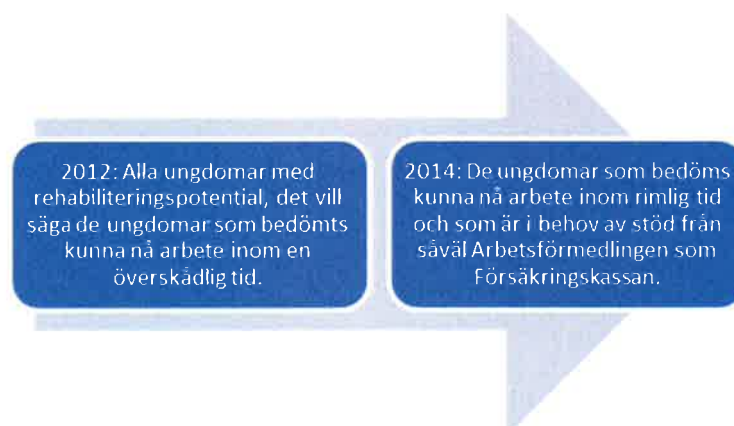 2012: Alla ungdomar med
rehabiliteringspotential, det vill
säga de ungdomar som bedömts
kunna nå arbete inom en
överskådlig tid.
2014: De ungdomar som bedöms
kunna nå arbete inom rimlig tid
och som är i behov av stöd från
såväl Arbetsförmedlingen som
Försäkringskassan.